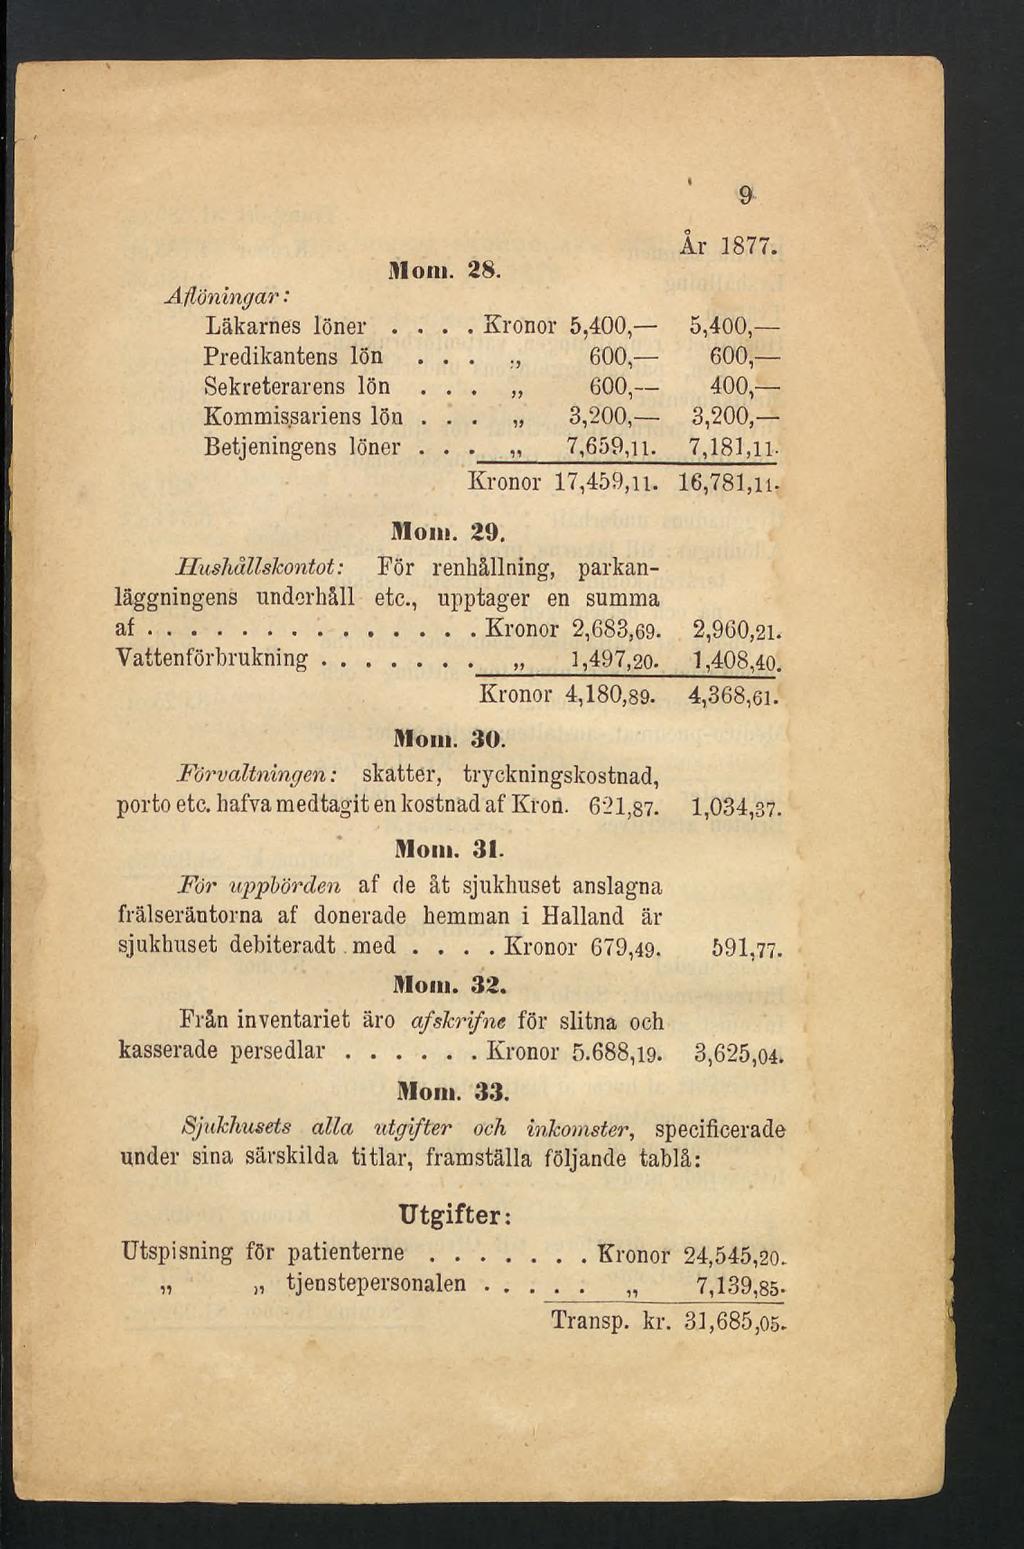 9
År 1877.
Mom. 28.
Aflöningar:
Läkarnes löner . . . . Kronor 5,400,— 5,400,—
Predikantens lön . . . „ 600,— 600,—
Sekreterarens lön . . . „ 600,— 400,—
Kommissariens lön . . . „ 3,200,— 3,200,—
Betjeningens löner . . . „ 7,659,11. 7,181,11.
Kronor 17,459,11. 16,781,11.
Mom. 29.
Hushållskontot: För renhållning, parkan-
läggningens underhåll etc., upptager en summa
af . . . . . . . . . . . . . . . Kronor 2,683,69. 2,960,21.
Vattenförbrukning . . . . . . . „ 1,497,20. 1,408,40.
Kronor 4,180,89. 4,368,61.
Mom. 30.
Förvaltningen: skatter, tryckningskostnad,
porto etc. hafva medtagit en kostnad af Kron. 621,87. 1,034,37.
Mom. 31.
För uppbörden af de åt sjukhuset anslagna
frälseräntorna af donerade hemman i Halland är
sjukhuset debiteradt med . . . . Kronor 679,49. 591,77.
Mom. 32.
Från inventariet äro afskrifne för slitna och
kasserade persedlar . . . . . . Kronor 5.688,19. 3,625,04.
Mom. 33.
Sjukhusets alla utgifter och inkomster, specificerade
under sina särskilda titlar, framställa följande tablå:
Utgifter:
Utspisning för patienterne . . . . . . . Kronor 24,545,20.
„ „ tjenstepersonalen . . . . . „ 7,139,85.
Transp. kr. 31,685,05.